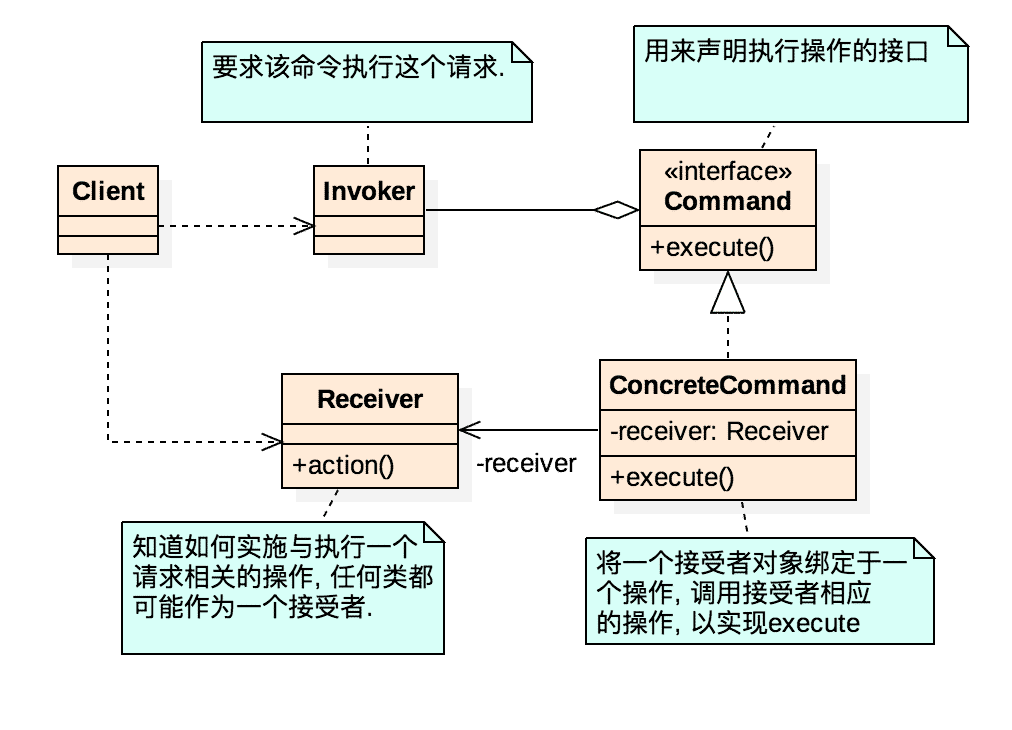 要求该命令执行这个请求.
用来声明执行操作的接口
Client
Invoker
«interface»
Command
+execute()
Receiver
+action()
-receiver
ConcreteCommand
-receiver: Receiver
+execute()
知道如何实施与执行一个
请求相关的操作, 任何类都
可能作为一个接受者.
将一个接受者对象绑定于一
个操作, 调用接受者相应
的操作, 以实现execute